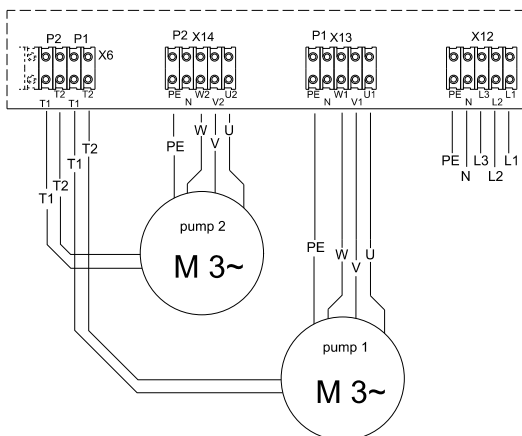 P2 P1 X6
P2 X14
P1 X13
X12
T1 T2 T1 T2
PE N W2 V2 U2
PE N W1 V1 U1
PE N L3 L2 L1
T1 T2 T1 T2
PE W V U
PE W V U
PE N L3 L2 L1
pump 2
M 3~
pump 1
M 3~